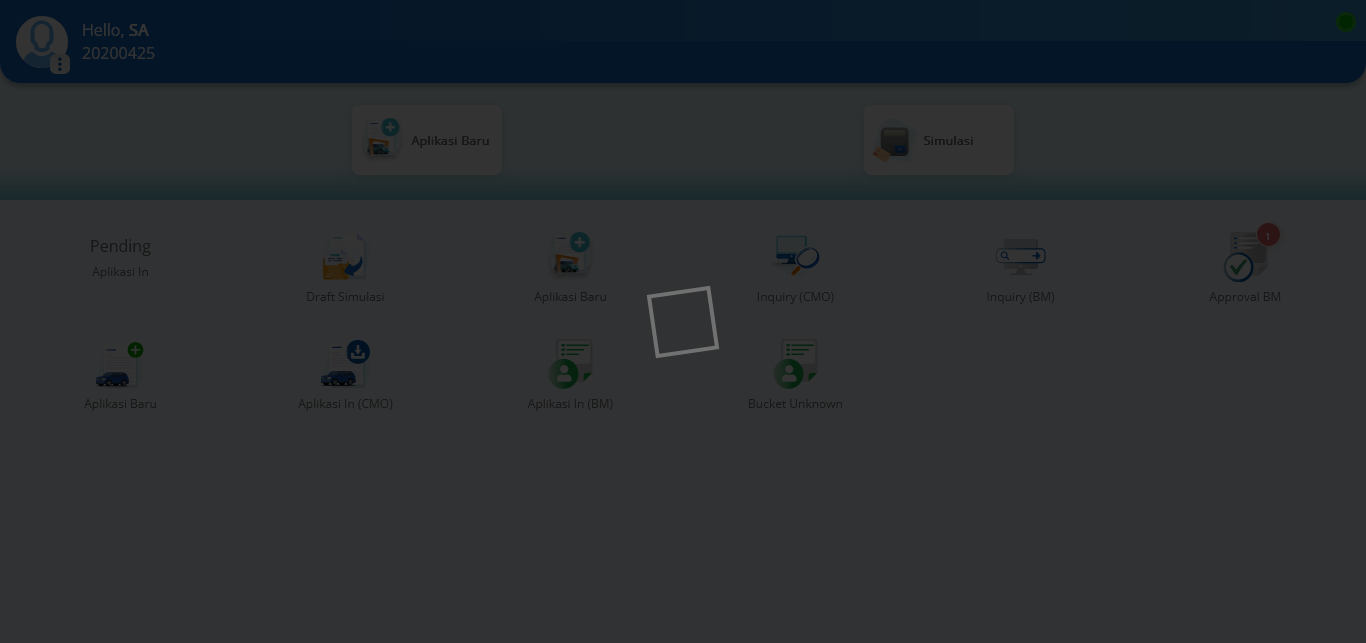 Hello, SA
20200425
Aplikasi Baru
Simulasi
Pending
Aplikasi In
Draft Simulasi
Aplikasi Baru
Inquiry (CMO)
Inquiry (BM)
1
Approval BM
Aplikasi Baru
Aplikasi In (CMO)
Aplikasi In (BM)
Bucket Unknown